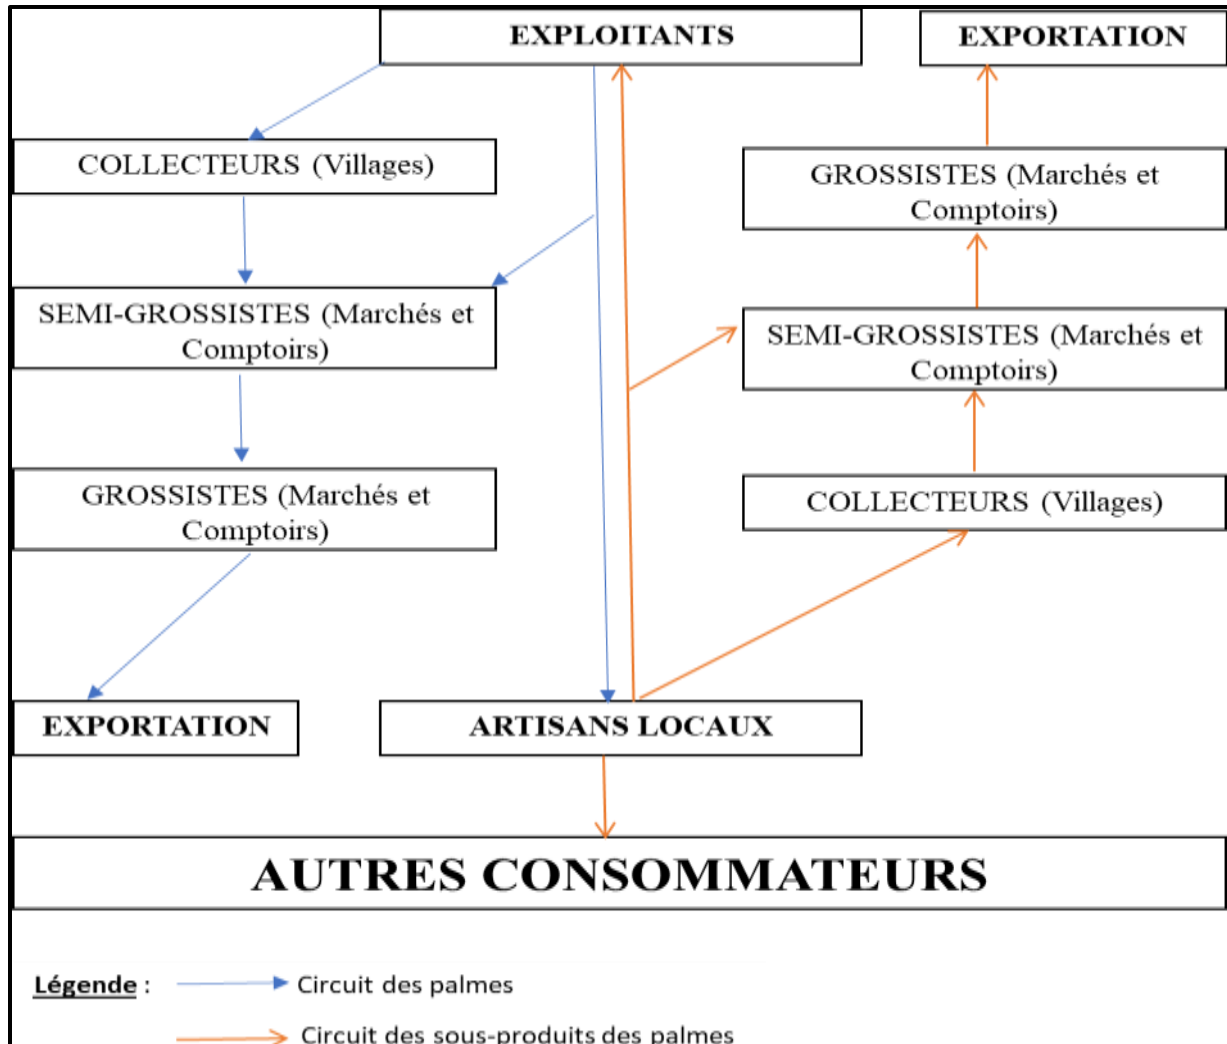 EXPLOITANTS
EXPORTATION
COLLECTEURS (Villages)
GROSSISTES (Marchés et
Comptoirs)
SEMI-GROSSISTES (Marchés et
Comptoirs)
SEMI-GROSSISTES (Marchés et
Comptoirs)
GROSSISTES (Marchés et
Comptoirs)
COLLECTEURS (Villages)
EXPORTATION
ARTISANS LOCAUX
AUTRES CONSOMMATEURS
Légende : Circuit des palmes
Circuit des sous-produits des palmes